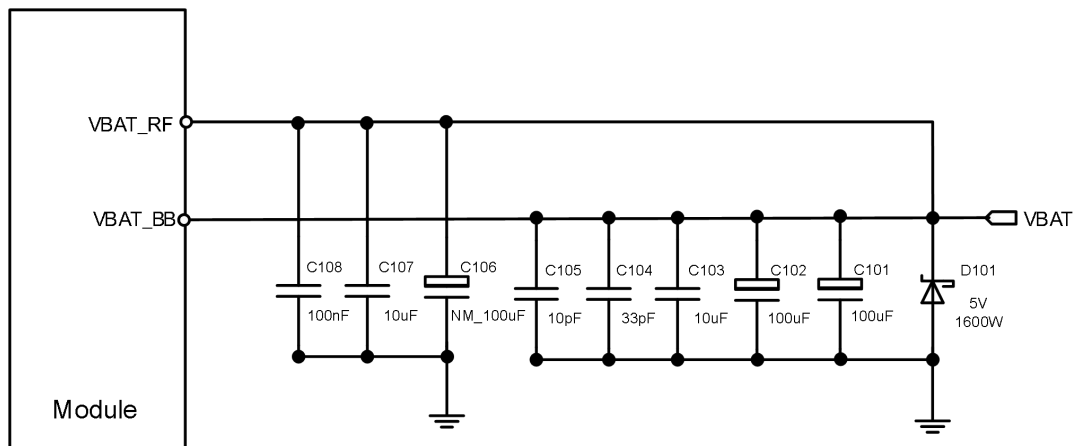 VBAT_RF
VBAT_BB
VBAT
C108
100nF
C107
10uF
C106
NM_100uF
C105
10pF
C104
33pF
C103
10uF
C102
100uF
C101
100uF
D101
5V
1600W
Module